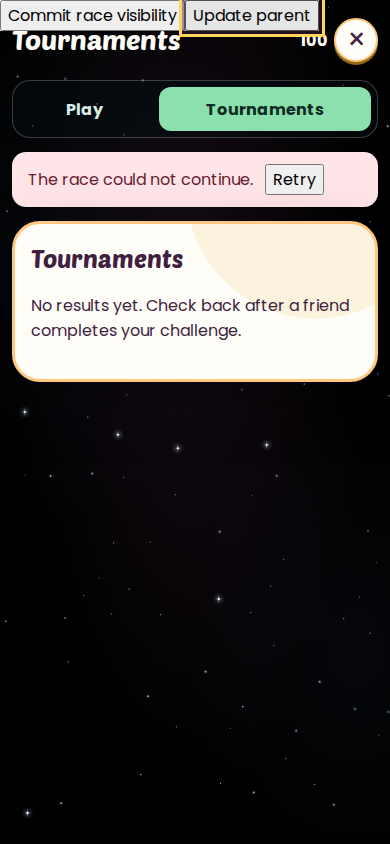 Commit race visibility
Update parent
Tournaments
100
×
Play
Tournaments
The race could not continue.
Retry
Tournaments
No results yet. Check back after a friend
completes your challenge.